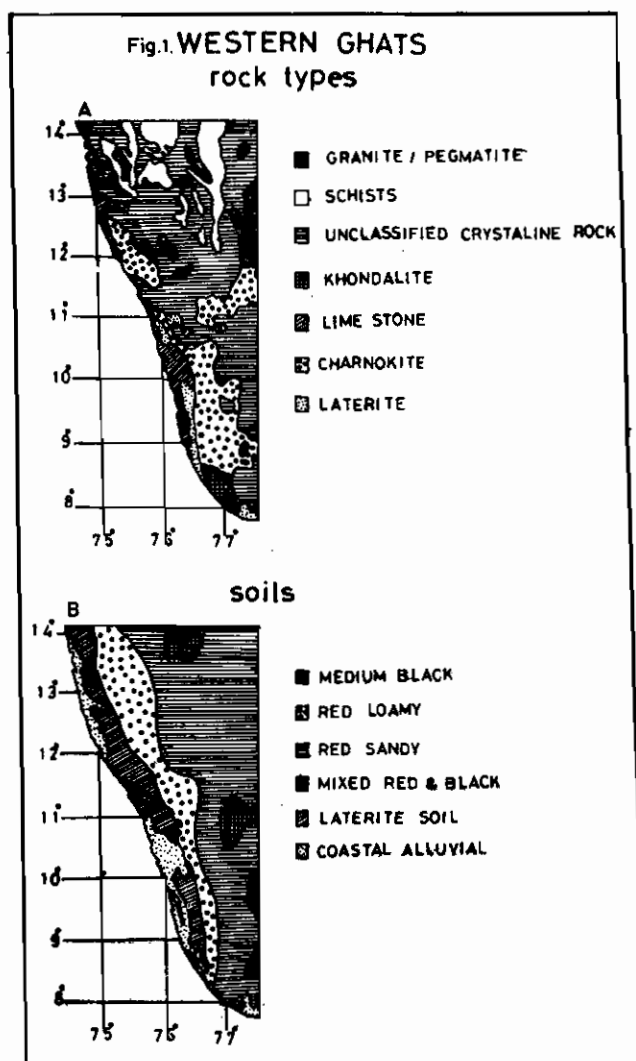 Fig.1. WESTERN GHATS
rock types
A
14°
13°
12°
11°
10°
9°
8°
75° 76° 77°
GRANITE / PEGMATITE
SCHISTS
UNCLASSIFIED CRYSTALINE ROCK
KHONDALITE
LIME STONE
CHARNOKITE
LATERITE
soils
B
14°
13°
12°
11°
10°
9°
8°
75° 76° 77°
MEDIUM BLACK
RED LOAMY
RED SANDY
MIXED RED & BLACK
LATERITE SOIL
COASTAL ALLUVIAL